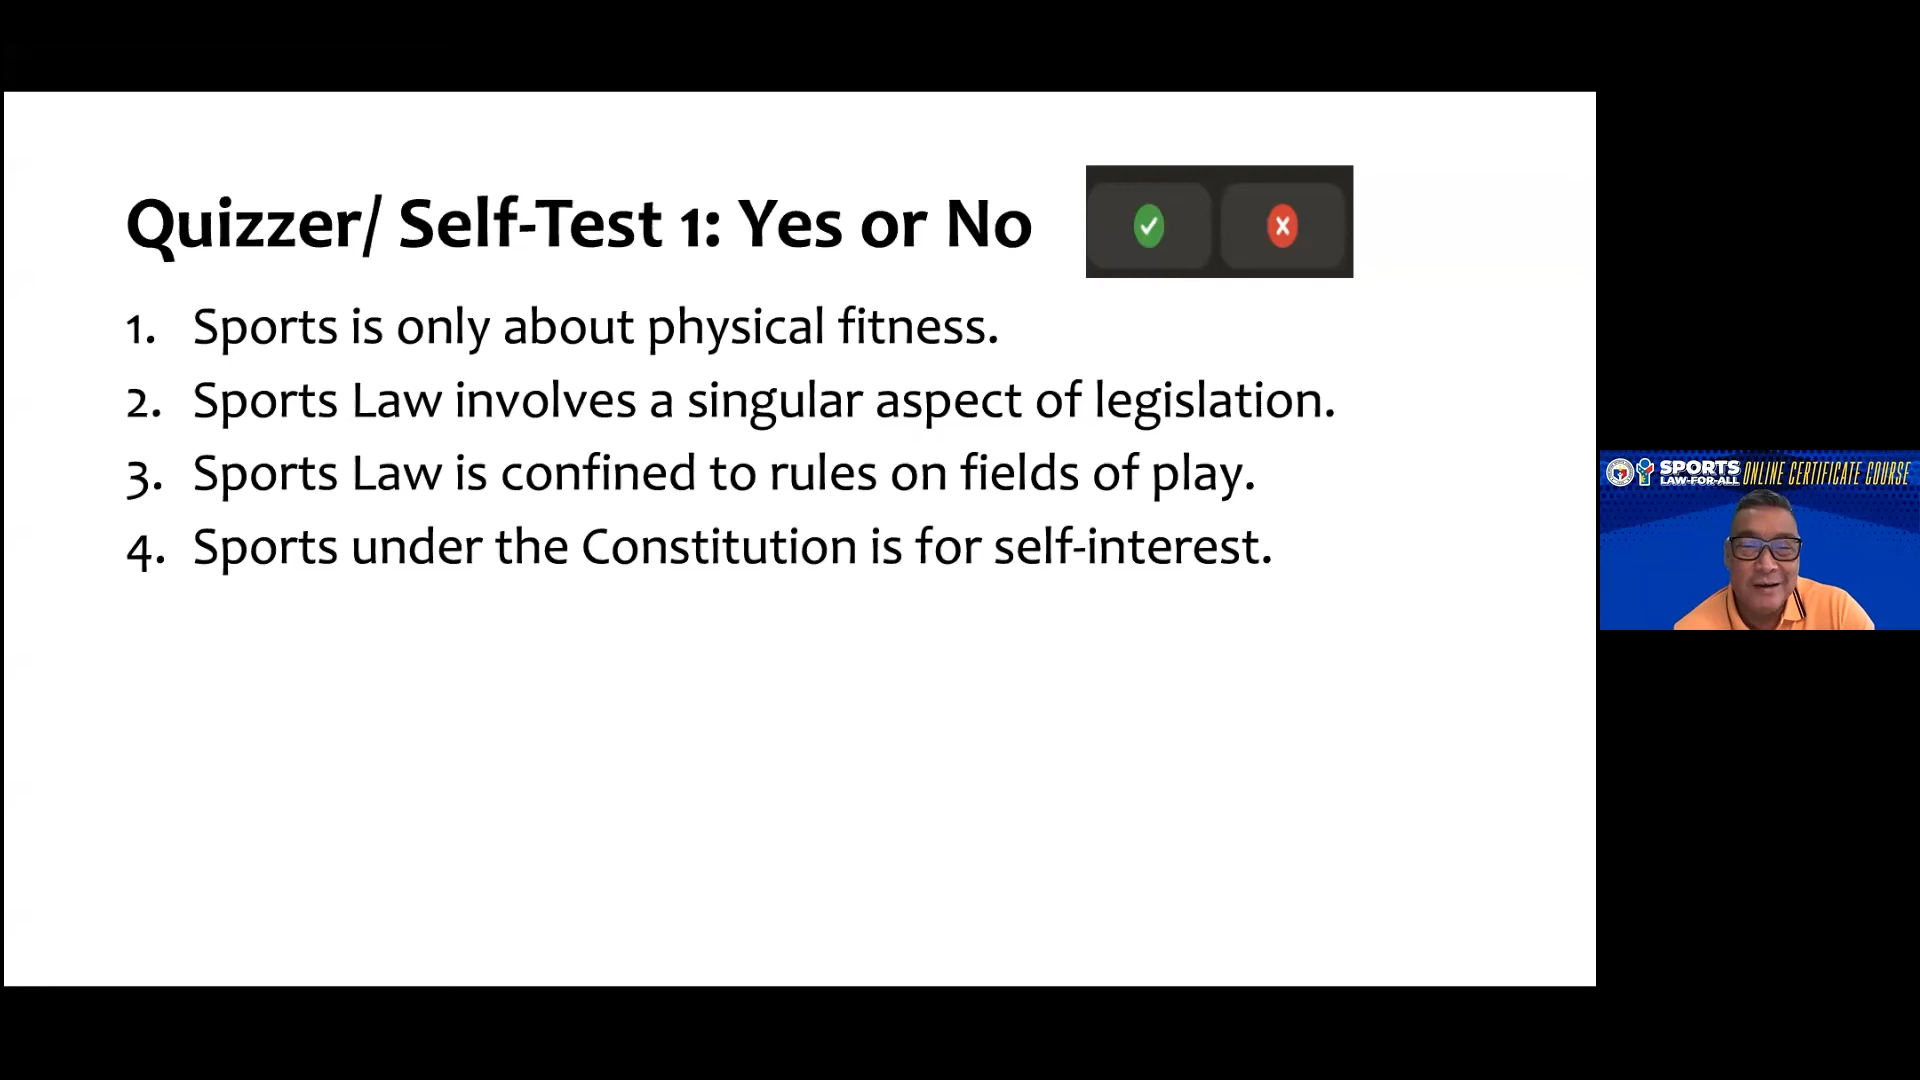 Quizzer/ Self-Test 1: Yes or No
1. Sports is only about physical fitness.
2. Sports Law involves a singular aspect of legislation.
3. Sports Law is confined to rules on fields of play.
4. Sports under the Constitution is for self-interest.
SPORTS
LAW-FOR-ALL
ONLINE CERTIFICATE COURSE